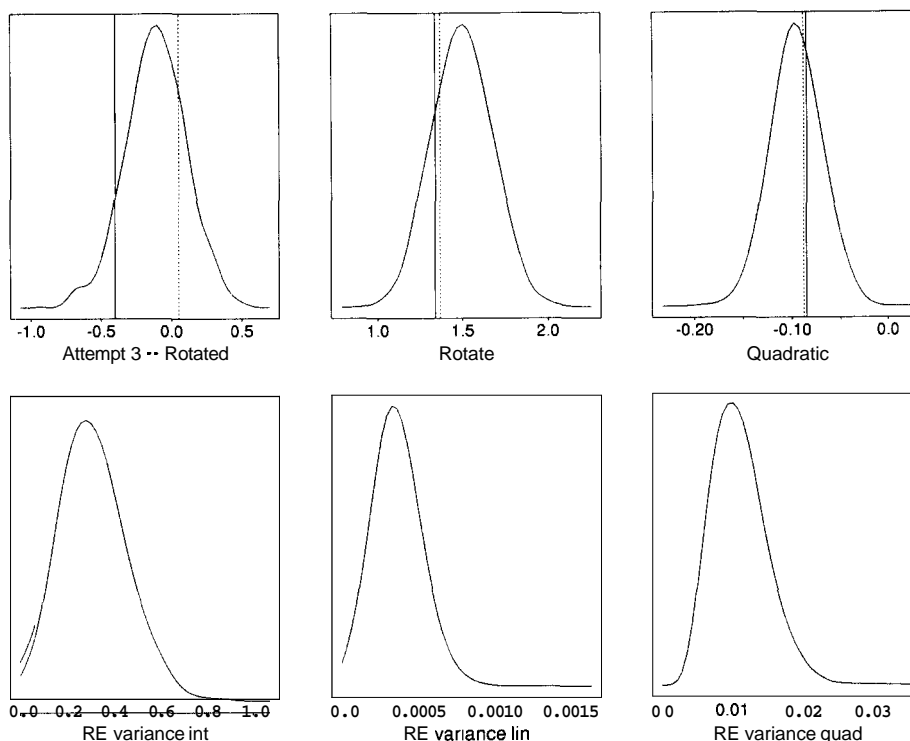 -1.0 -0.5 0.0 0.5
Attempt 3 -- Rotated
1.0 1.5 2.0
Rotate
-0.20 -0.10 0.0
Quadratic
0.0 0.2 0.4 0.6 0.8 1.0
RE variance int
0.0 0.0005 0.0010 0.0015
RE variance lin
0 0 0.01 0.02 0.03
RE variance quad